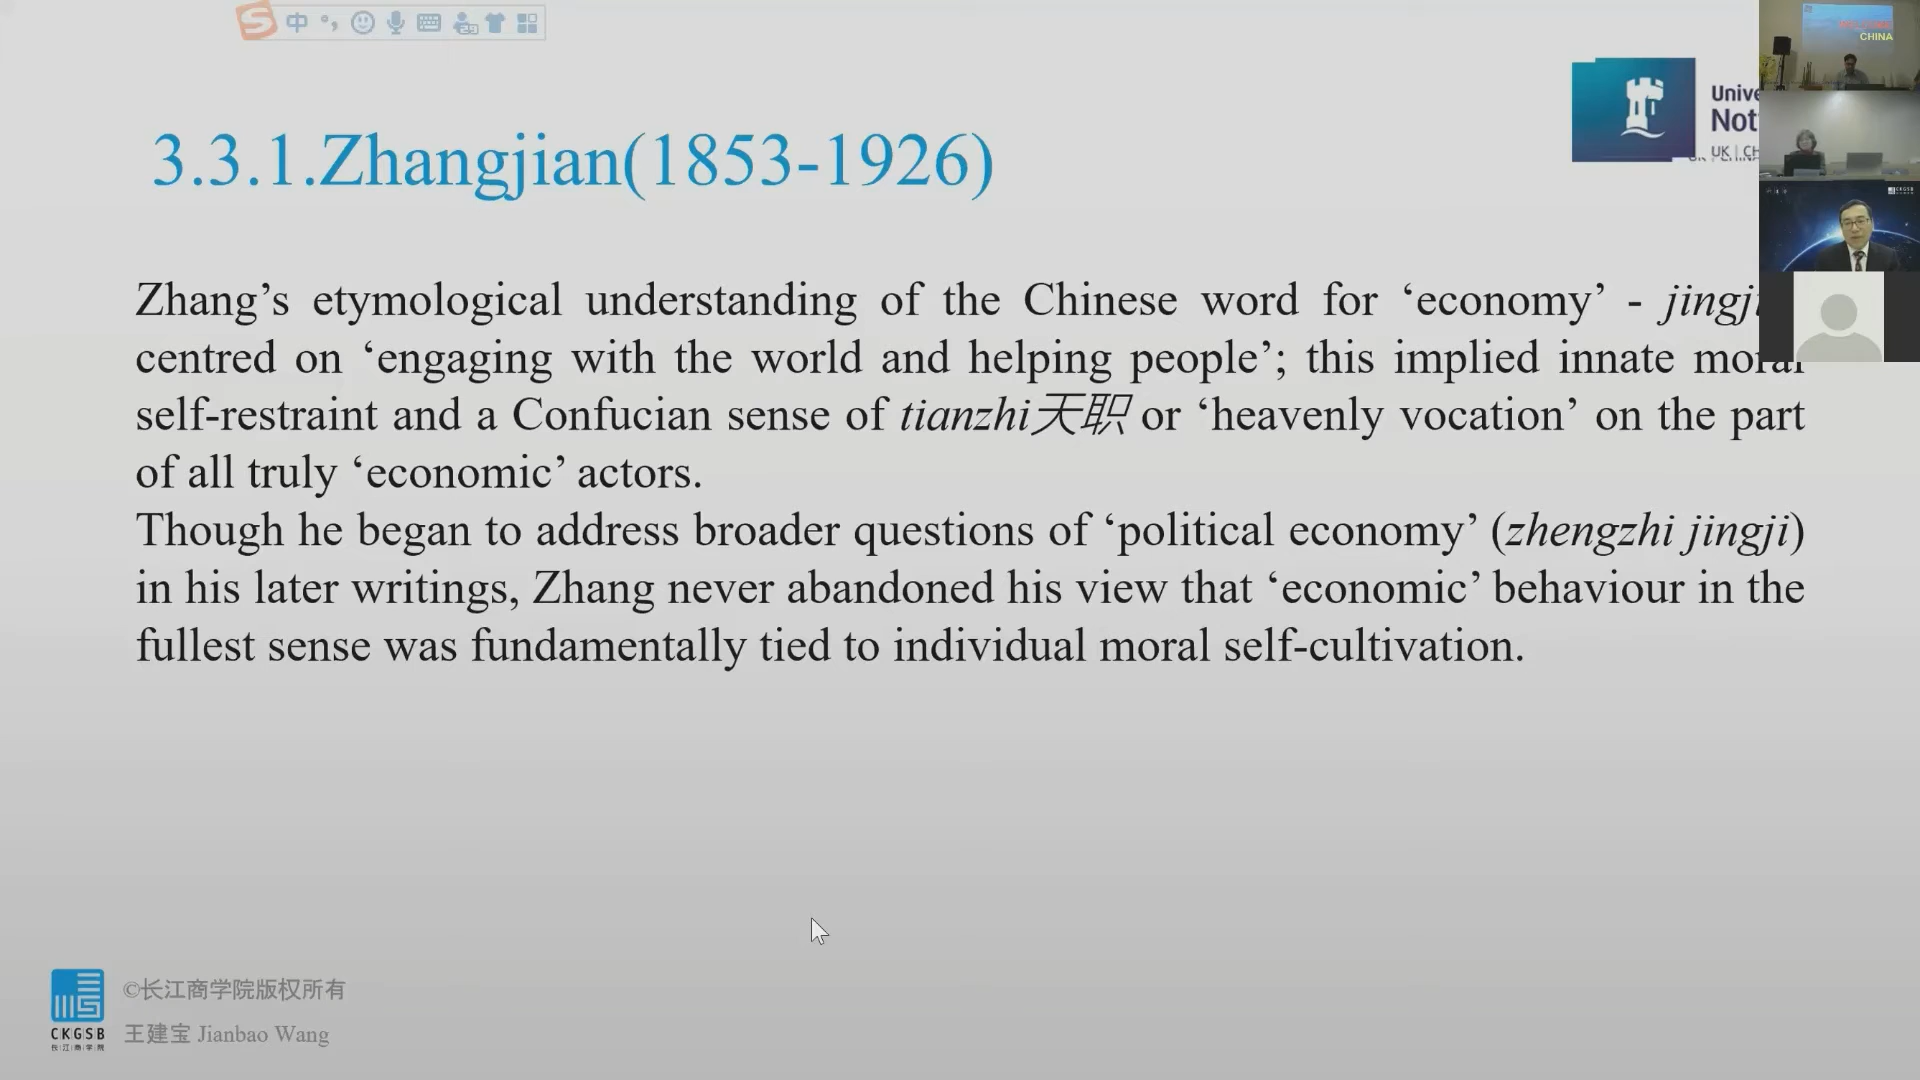 中
3.3.1.Zhangjian(1853-1926)
CHINA
CKGSB
Zhang’s etymological understanding of the Chinese word for ‘economy’ - 
centred on ‘engaging with the world and helping people’; this implied innate moral
self-restraint and a Confucian sense of tianzhi天职 or ‘heavenly vocation’ on the part
of all truly ‘economic’ actors.
Though he began to address broader questions of ‘political economy’ (zhengzhi jingji)
in his later writings, Zhang never abandoned his view that ‘economic’ behaviour in the
fullest sense was fundamentally tied to individual moral self-cultivation.
©长江商学院版权所有
王建宝 Jianbao Wang
CKGSB
长江商学院